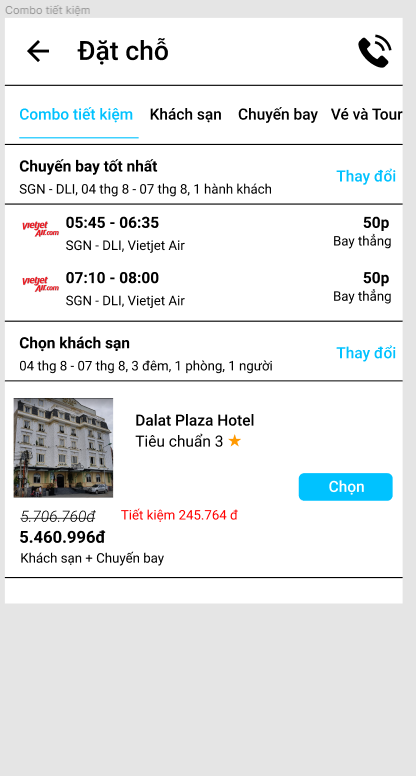 Combo tiết kiệm
Đặt chỗ
Combo tiết kiệm Khách sạn Chuyến bay Vé và Tour
Chuyến bay tốt nhất
Thay đổi
SGN - DLI, 04 thg 8 - 07 thg 8, 1 hành khách
vietjet Air.com
05:45 - 06:35 50p
SGN - DLI, Vietjet Air Bay thẳng
vietjet Air.com
07:10 - 08:00 50p
SGN - DLI, Vietjet Air Bay thẳng
Chọn khách sạn
Thay đổi
04 thg 8 - 07 thg 8, 3 đêm, 1 phòng, 1 người
Dalat Plaza Hotel
Tiêu chuẩn 3 ★
Chọn
5.706.760đ Tiết kiệm 245.764 đ
5.460.996đ
Khách sạn + Chuyến bay